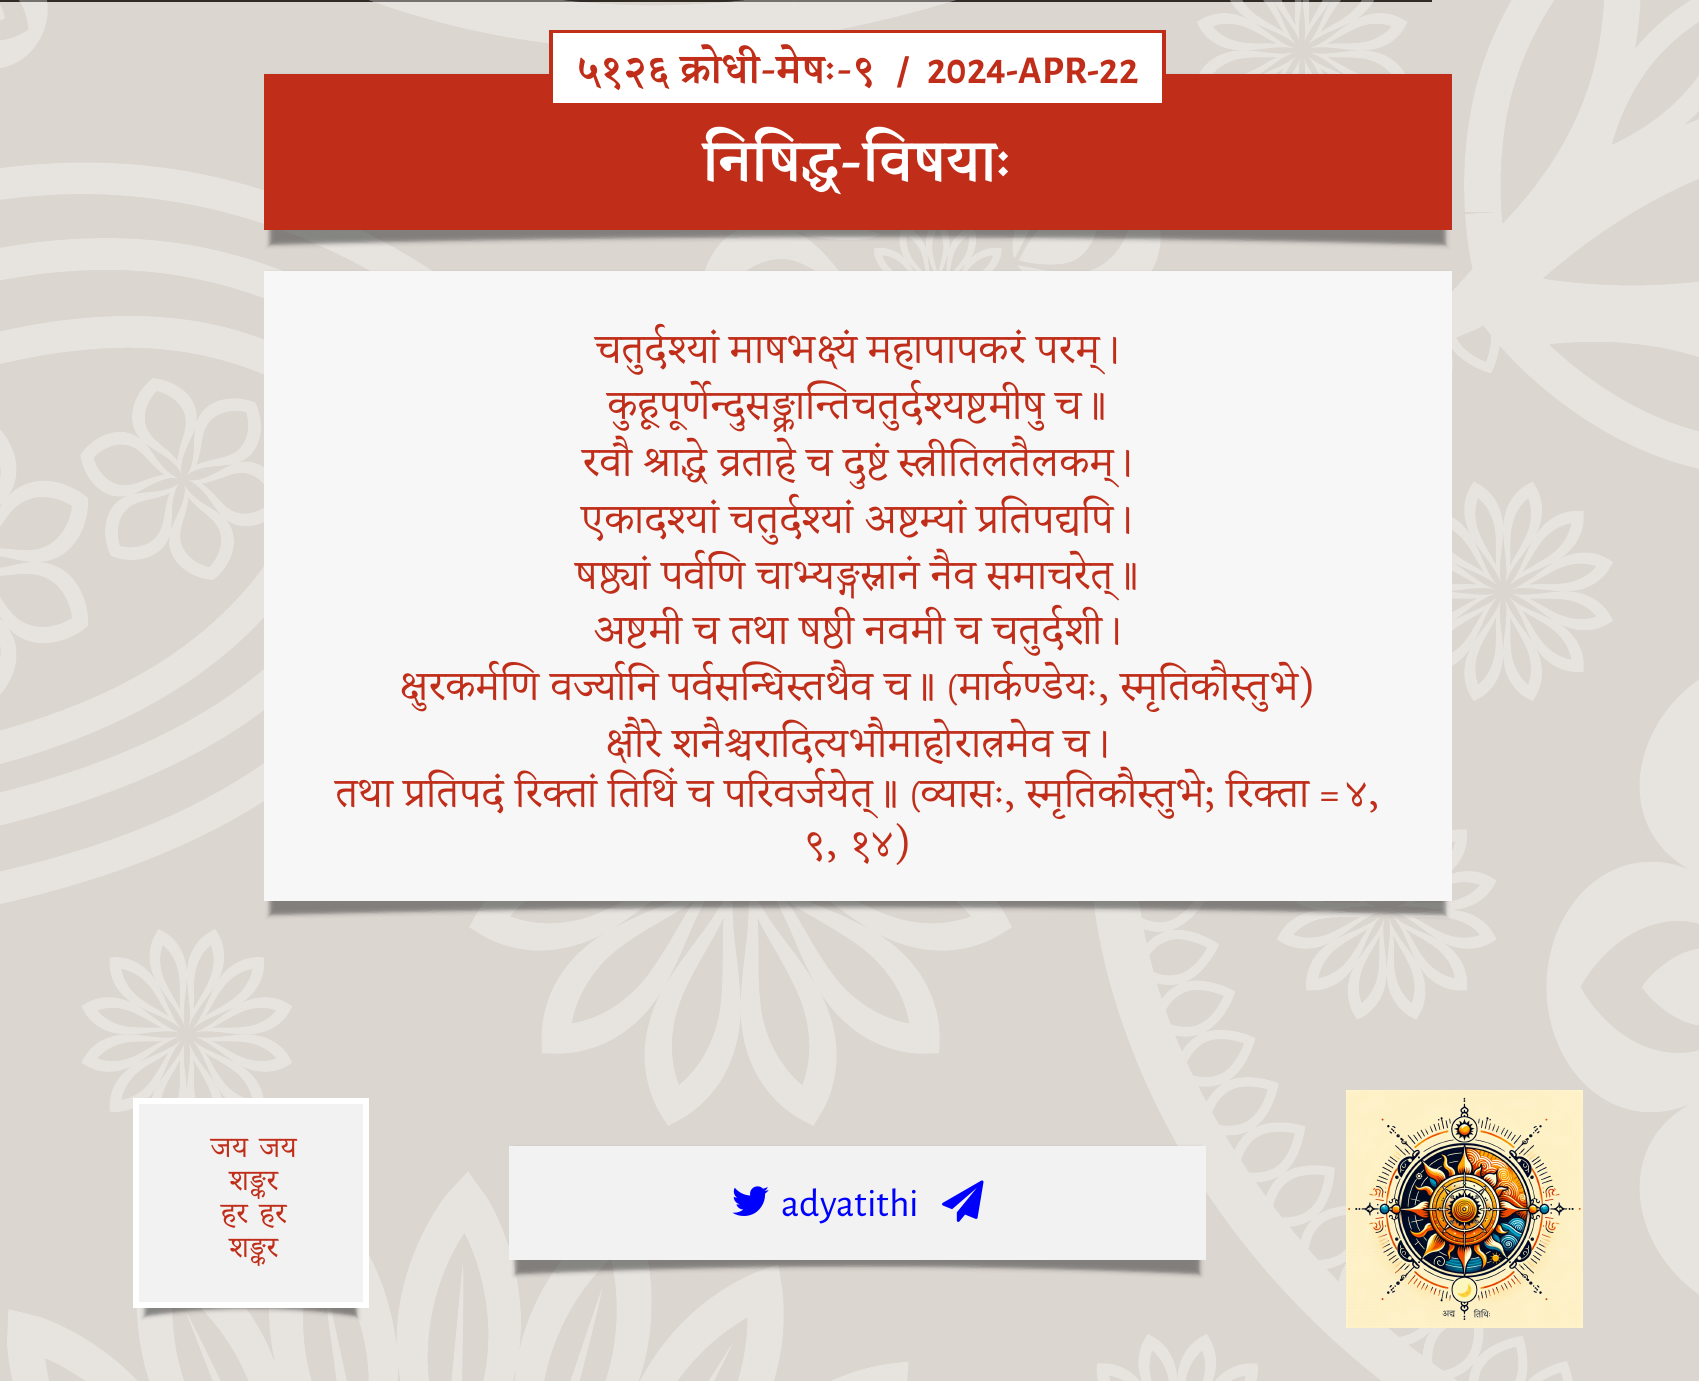 ५१२६ क्रोधी-मेषः-९ / 2024-APR-22
निषिद्ध-विषयाः
चतुर्दश्यां माषभक्ष्यं महापापकरं परम्।
कुहूपूर्णेन्दुसङ्क्रान्तिचतुर्दश्यष्टमीषु च॥
रवौ श्राद्धे व्रताहे च दुष्टं स्त्रीतिलतैलकम्।
एकादश्यां चतुर्दश्यां अष्टम्यां प्रतिपद्यपि।
षष्ठ्यां पर्वणि चाभ्यङ्गस्नानं नैव समाचरेत्॥
अष्टमी च तथा षष्ठी नवमी च चतुर्दशी।
क्षुरकर्मणि वर्ज्यानि पर्वसन्धिस्तथैव च॥ (मार्कण्डेयः, स्मृतिकौस्तुभे)
क्षौरे शनैश्चरादित्यभौमाहोरात्रमेव च।
तथा प्रतिपदं रिक्तां तिथिं च परिवर्जयेत्॥ (व्यासः, स्मृतिकौस्तुभे; रिक्ता = ४,
९, १४)
जय जय
शङ्कर
हर हर
शङ्कर
adyatithi
अद्य तिथिः